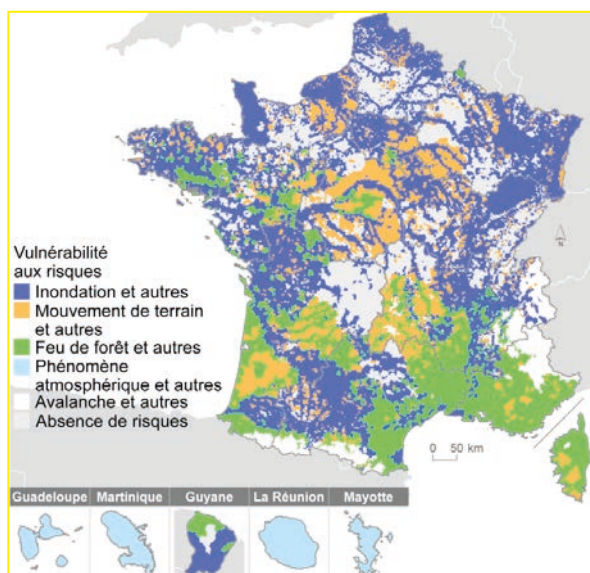 Vulnérabilité
aux risques
Inondation et autres
Mouvement de terrain
et autres
Feu de forêt et autres
Phénomène
atmosphérique et autres
Avalanche et autres
Absence de risques
N
0 50 km
Guadeloupe Martinique Guyane La Réunion Mayotte